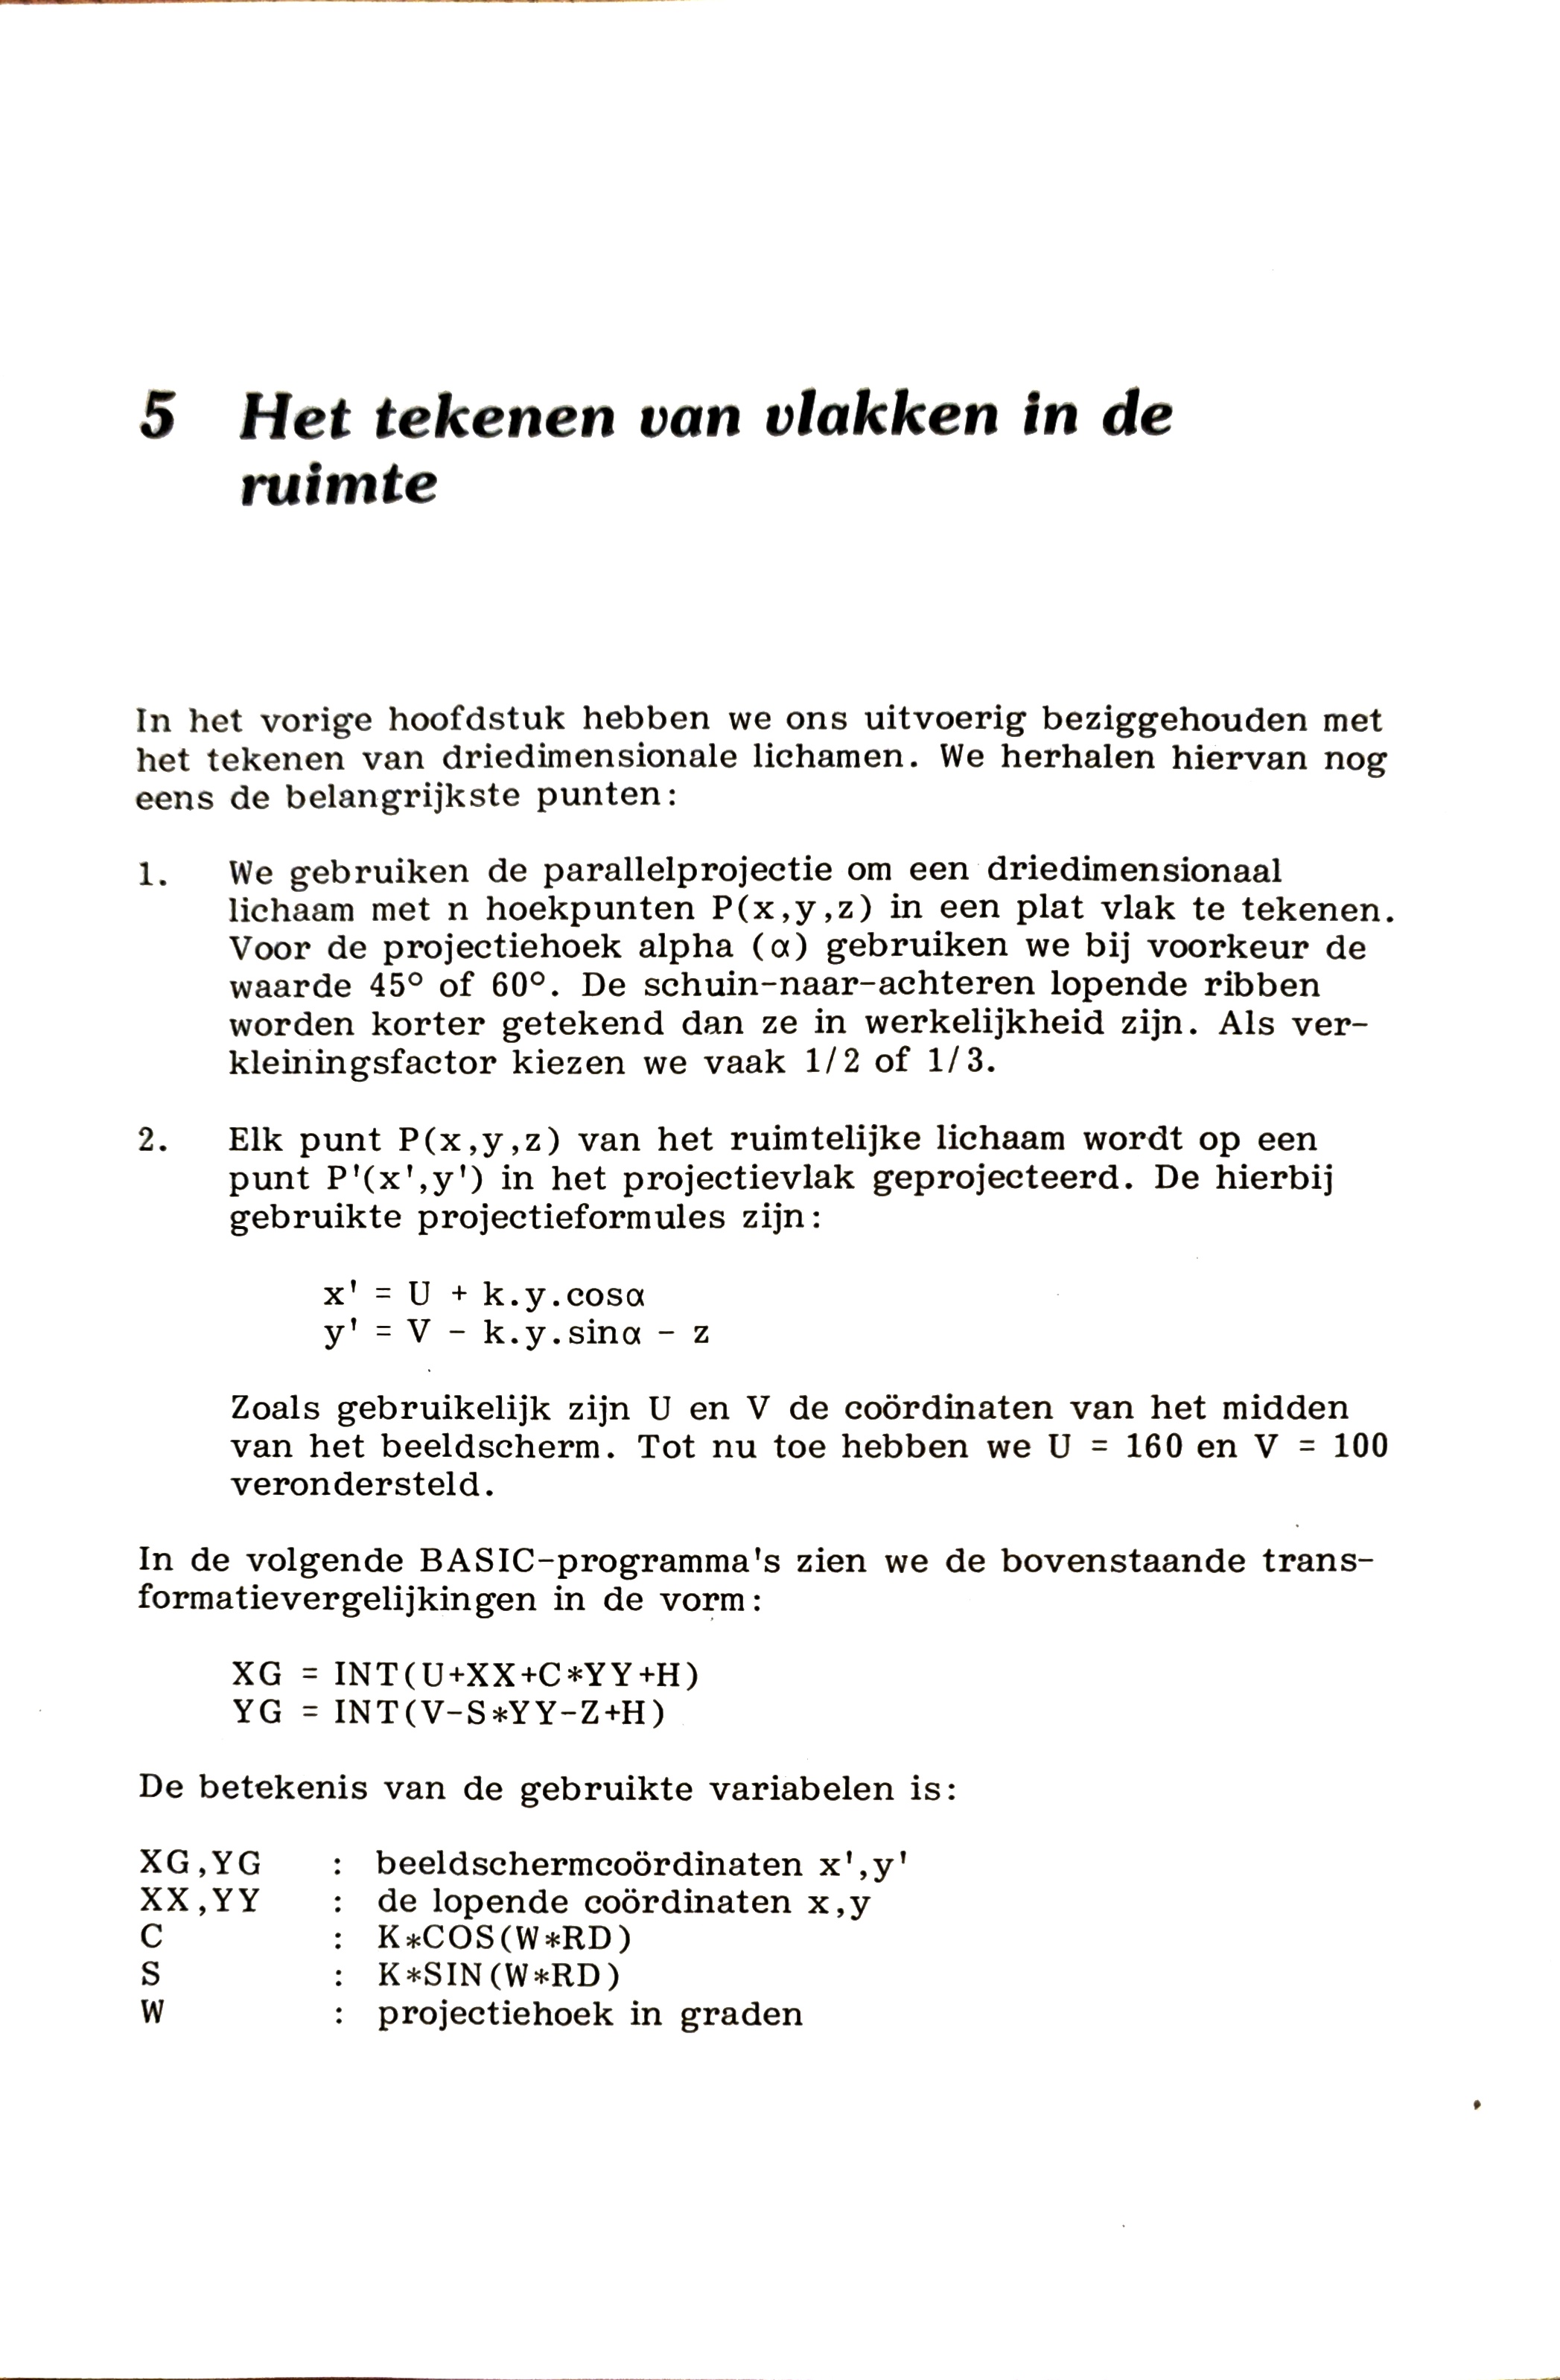 5 Het tekenen van vlakken in de
ruimte
In het vorige hoofdstuk hebben we ons uitvoerig beziggehouden met
het tekenen van driedimensionale lichamen. We herhalen hiervan nog
eens de belangrijkste punten:
1. We gebruiken de parallelprojectie om een driedimensionaal
lichaam met n hoekpunten P(x,y,z) in een plat vlak te tekenen.
Voor de projectiehoek alpha (α) gebruiken we bij voorkeur de
waarde 45° of 60°. De schuin-naar-achteren lopende ribben
worden korter getekend dan ze in werkelijkheid zijn. Als ver-
kleiningsfactor kiezen we vaak 1/2 of 1/3.
2. Elk punt P(x,y,z) van het ruimtelijke lichaam wordt op een
punt P'(x',y') in het projectievlak geprojecteerd. De hierbij
gebruikte projectieformules zijn:
x' = U + k.y.cosα
y' = V - k.y.sinα - z
Zoals gebruikelijk zijn U en V de coördinaten van het midden
van het beeldscherm. Tot nu toe hebben we U = 160 en V = 100
verondersteld.
In de volgende BASIC-programma's zien we de bovenstaande trans-
formatievergelijkingen in de vorm:
XG = INT(U+XX+C*YY+H)
YG = INT(V-S*YY-Z+H)
De betekenis van de gebruikte variabelen is:
XG,YG : beeldschermcoördinaten x',y'
XX,YY : de lopende coördinaten x,y
C : K*COS(W*RD)
S : K*SIN(W*RD)
W : projectiehoek in graden